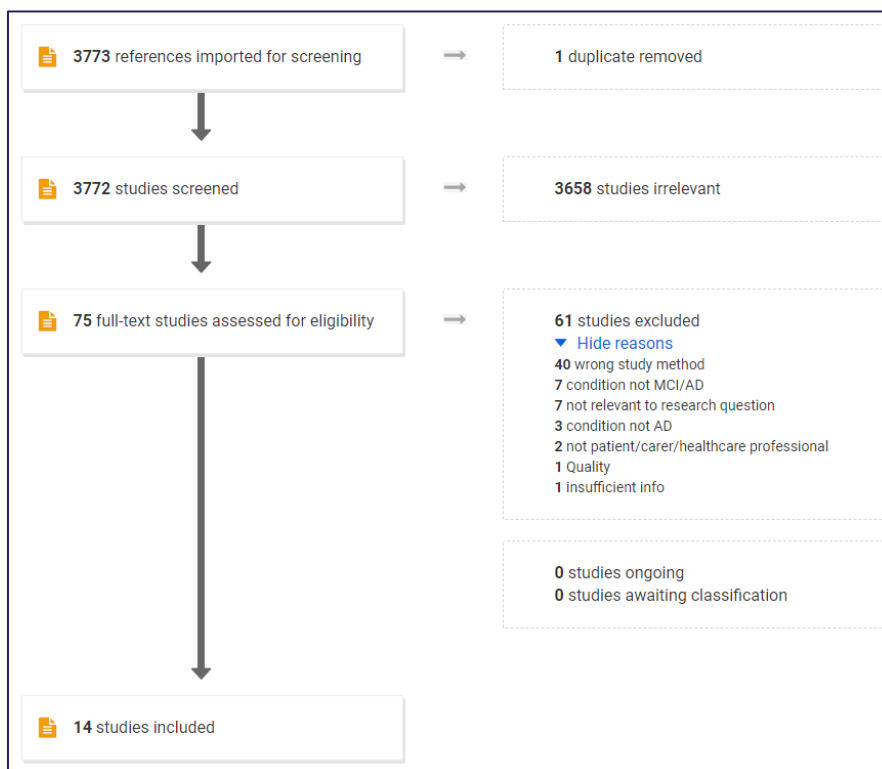 3773 references imported for screening
1 duplicate removed
3772 studies screened
3658 studies irrelevant
75 full-text studies assessed for eligibility
61 studies excluded
Hide reasons
40 wrong study method
7 condition not MCI/AD
7 not relevant to research question
3 condition not AD
2 not patient/carer/healthcare professional
1 Quality
1 insufficient info
0 studies ongoing
0 studies awaiting classification
14 studies included